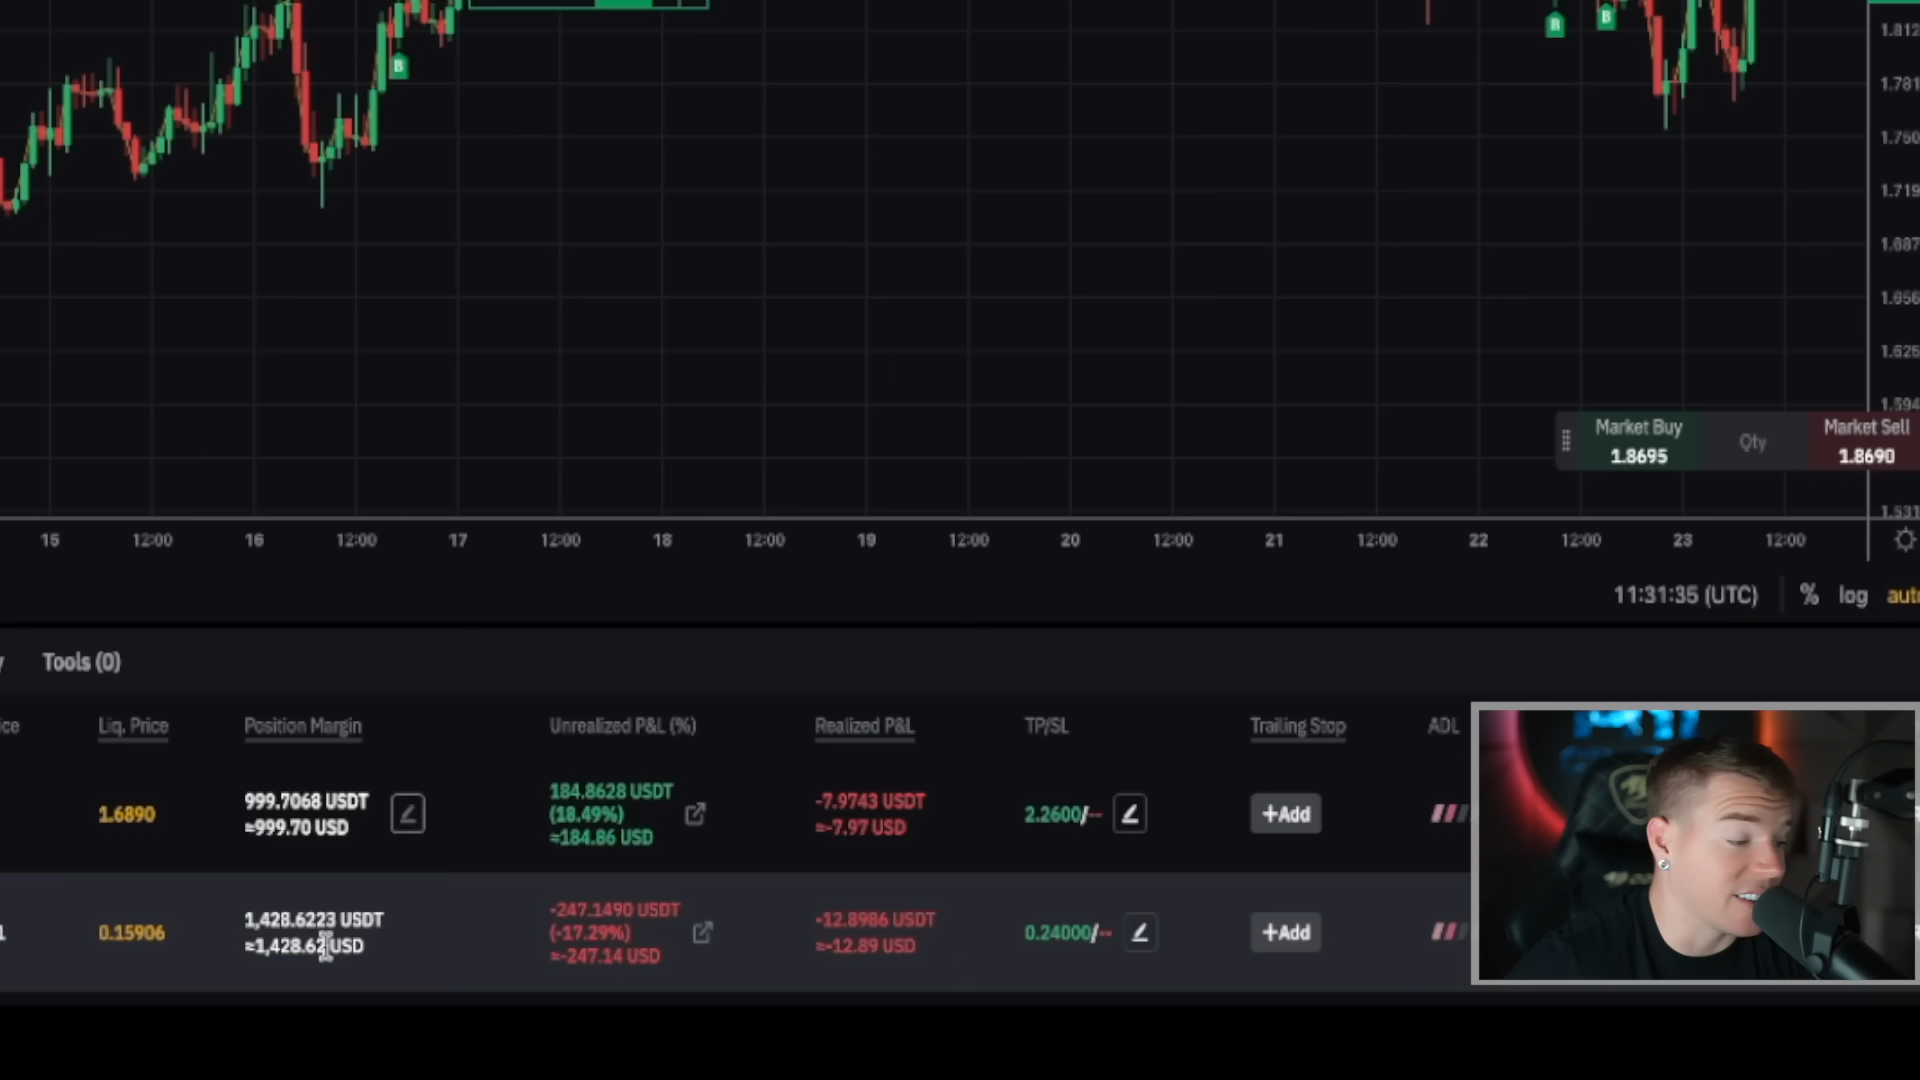 B
B
B
1.812
1.781
1.750
1.719
1.687
1.656
1.625
1.594
Market Buy
1.8695
Qty
Market Sell
1.8690
1.531
15 12:00 16 12:00 17 12:00 18 12:00 19 12:00 20 12:00 21 12:00 22 12:00 23 12:00
11:31:35 (UTC) % log auto
Tools (0)
Liq. Price Position Margin Unrealized P&L (%) Realized P&L TP/SL Trailing Stop ADL
1.6890
999.7068 USDT
≈999.70 USD
184.8628 USDT
(18.49%)
≈184.86 USD
-7.9743 USDT
≈-7.97 USD
2.2600/--
+Add
0.15906
1,428.6223 USDT
≈1,428.62 USD
-247.1490 USDT
(-17.29%)
≈-247.14 USD
-12.8986 USDT
≈-12.89 USD
0.24000/--
+Add